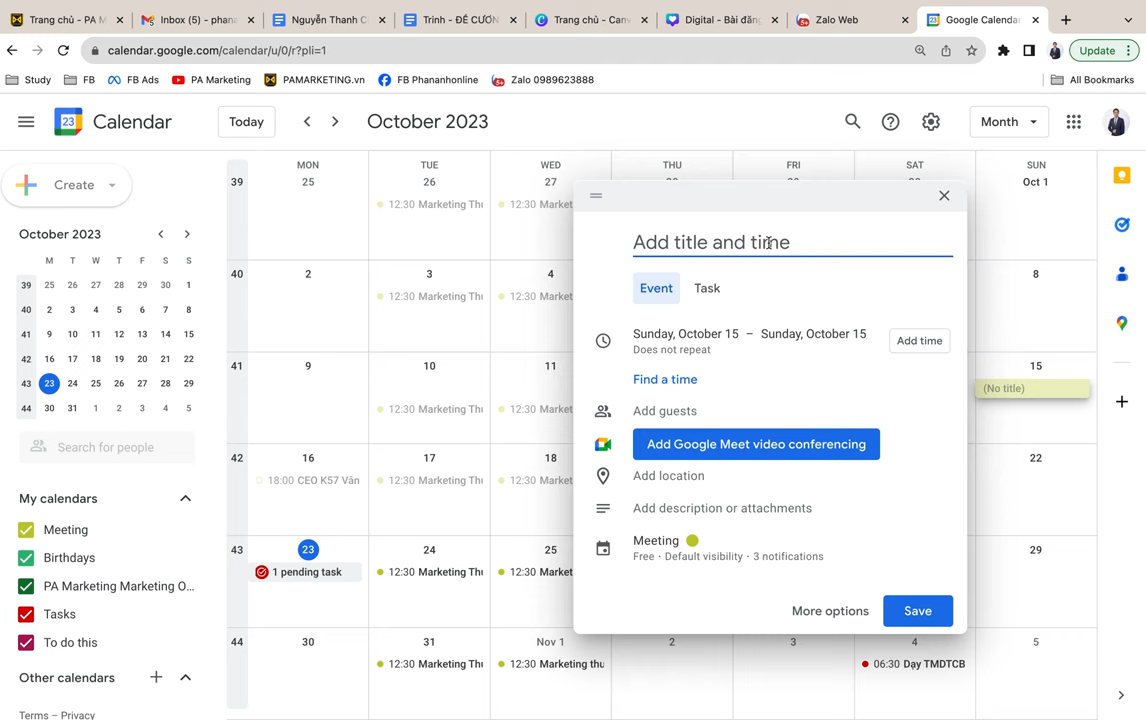 Trang chủ - PA M
Inbox (5) - phana
Nguyễn Thanh C
Trinh - ĐỀ CƯƠN
Trang chủ - Canv
Digital - Bài đăng
Zalo Web
Google Calendar
calendar.google.com/calendar/u/0/r?pli=1
Update
Study
FB
FB Ads
PA Marketing
PAMARKETING.vn
FB Phananhonline
Zalo 0989623888
All Bookmarks
23
Calendar
Today
October 2023
Month
Create
October 2023
M T W T F S S
39 25 26 27 28 29 30 1
40 2 3 4 5 6 7 8
41 9 10 11 12 13 14 15
42 16 17 18 19 20 21 22
43 23 24 25 26 27 28 29
44 30 31 1 2 3 4 5
Search for people
My calendars
Meeting
Birthdays
PA Marketing Marketing O...
Tasks
To do this
Other calendars
Terms – Privacy
MON TUE WED THU FRI SAT SUN
39 25 26 27 Oct 1
12:30 Marketing Thu
12:30 Market
40 2 3 4 8
12:30 Marketing Thu
12:30 Market
41 9 10 11 15
(No title)
12:30 Marketing Thu
12:30 Market
42 16 17 18 22
18:00 CEO K57 Vân
12:30 Marketing Thu
12:30 Market
43 23 24 25 29
1 pending task
12:30 Marketing Thu
12:30 Market
44 30 31 Nov 1 2 3 4 5
12:30 Marketing Thu
12:30 Marketing thu
06:30 Dạy TMDTCB
Add title and time
Event
Task
Sunday, October 15 – Sunday, October 15
Does not repeat
Add time
Find a time
Add guests
Add Google Meet video conferencing
Add location
Add description or attachments
Meeting
Free · Default visibility · 3 notifications
More options
Save